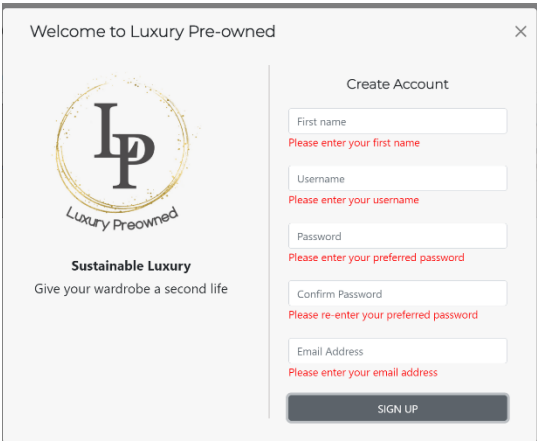 Welcome to Luxury Pre-owned
LP
Luxury Preowned
Sustainable Luxury
Give your wardrobe a second life
Create Account
First name
Please enter your first name
Username
Please enter your username
Password
Please enter your preferred password
Confirm Password
Please re-enter your preferred password
Email Address
Please enter your email address
SIGN UP